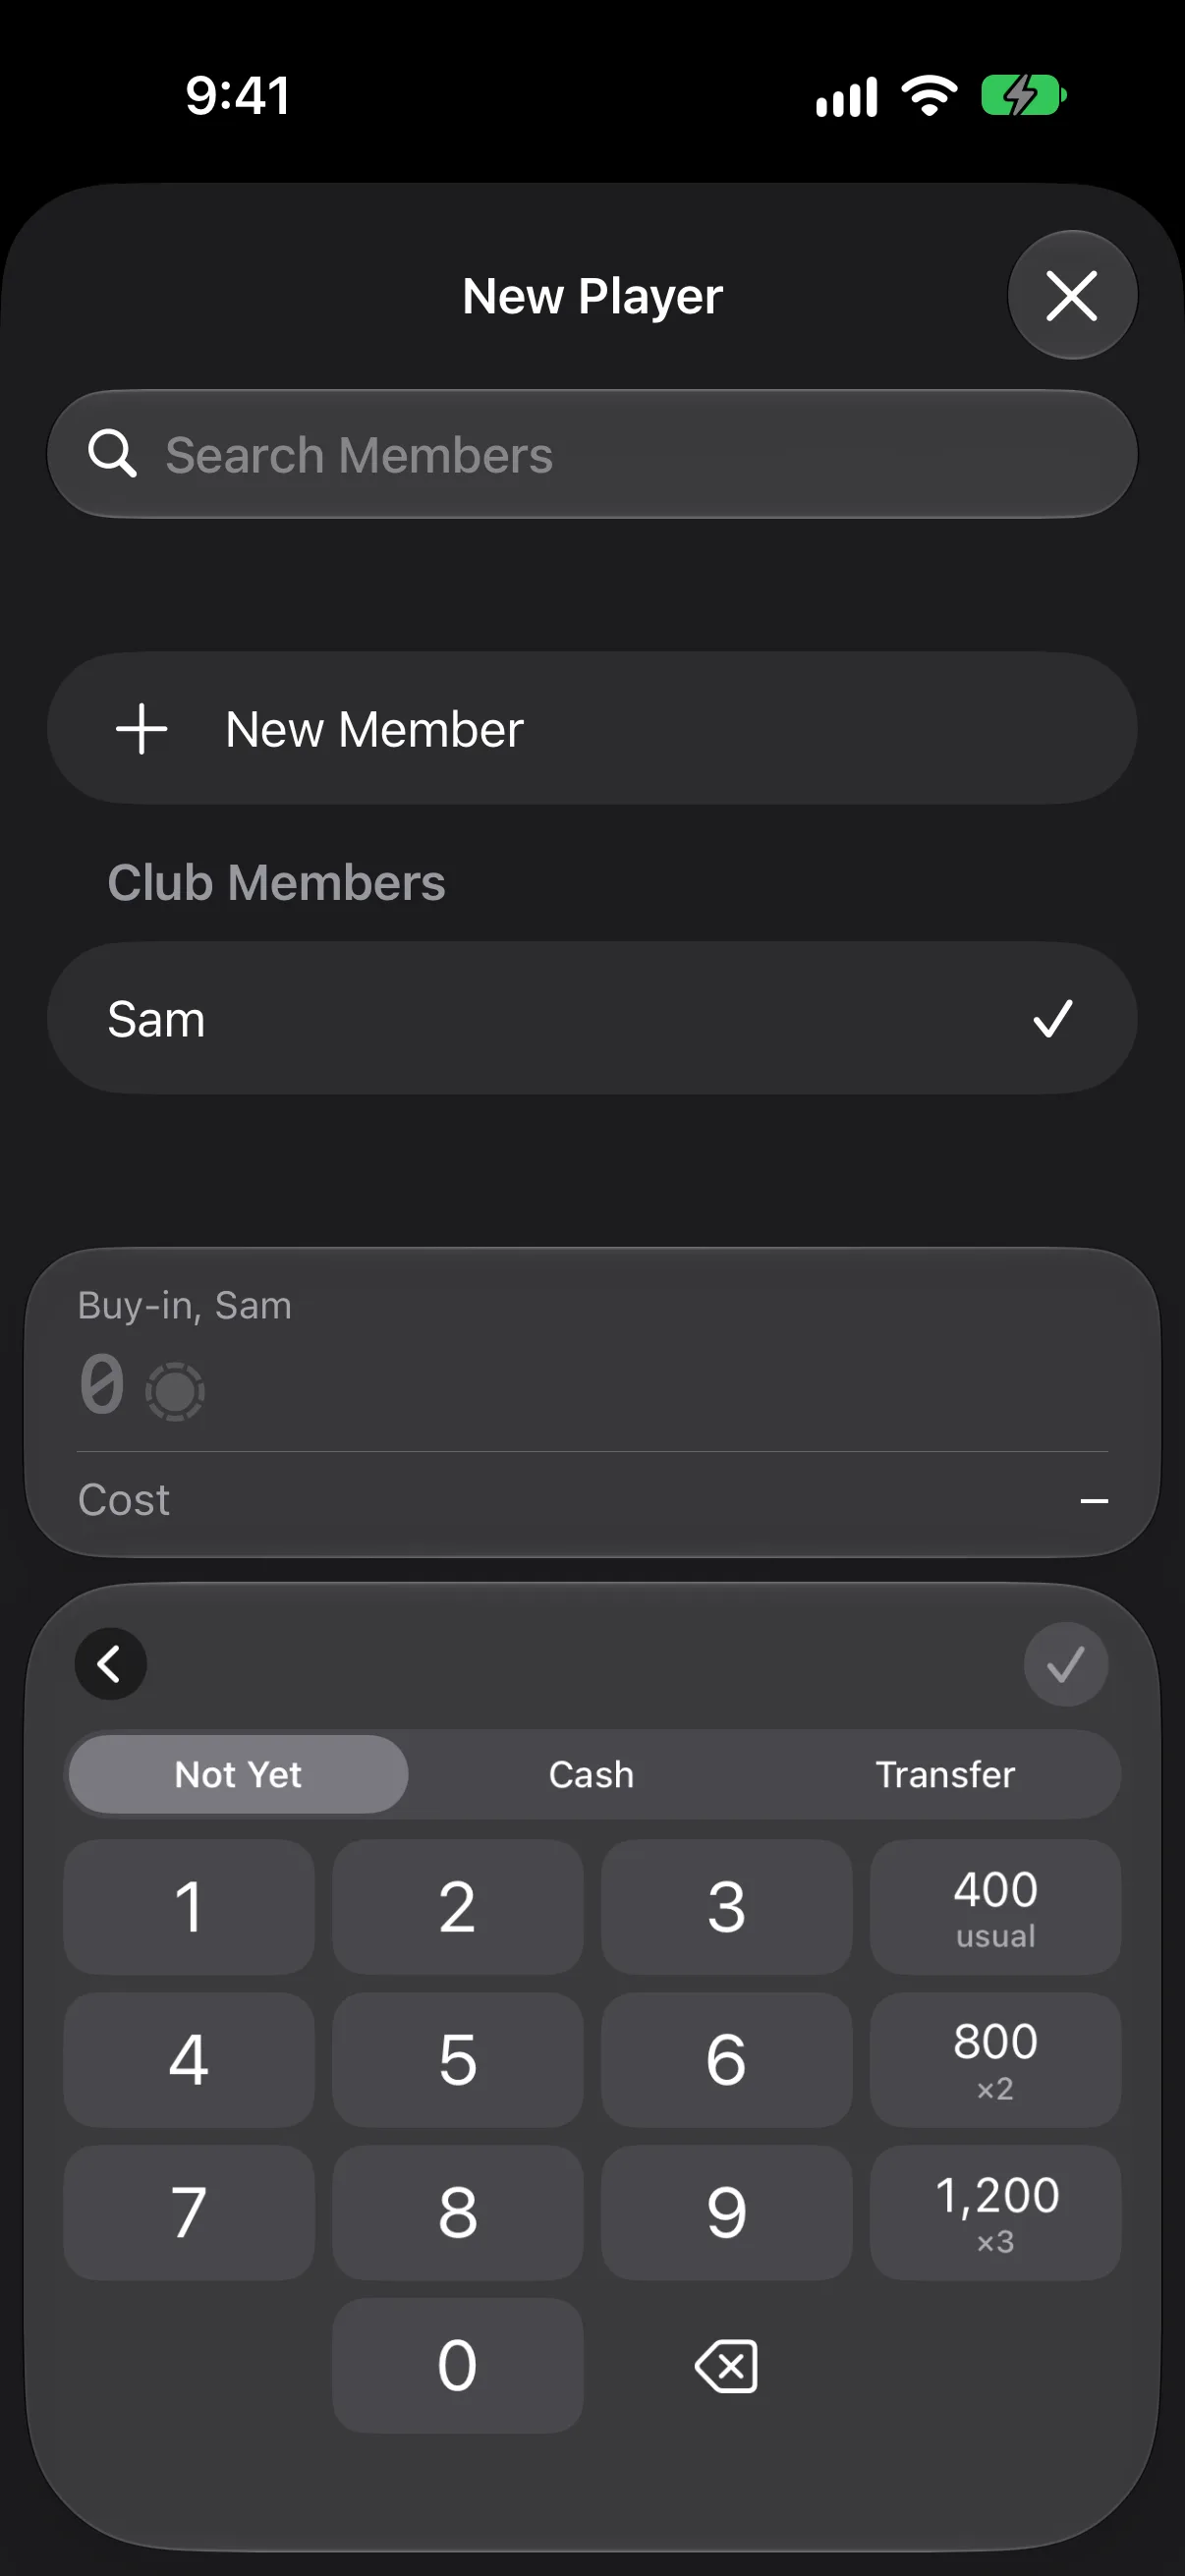 9:41
New Player
Search Members
New Member
Club Members
Sam
Buy-in, Sam
0
Cost
–
Not Yet Cash Transfer
1 2 3 400
usual
4 5 6 800
×2
7 8 9 1,200
×3
0